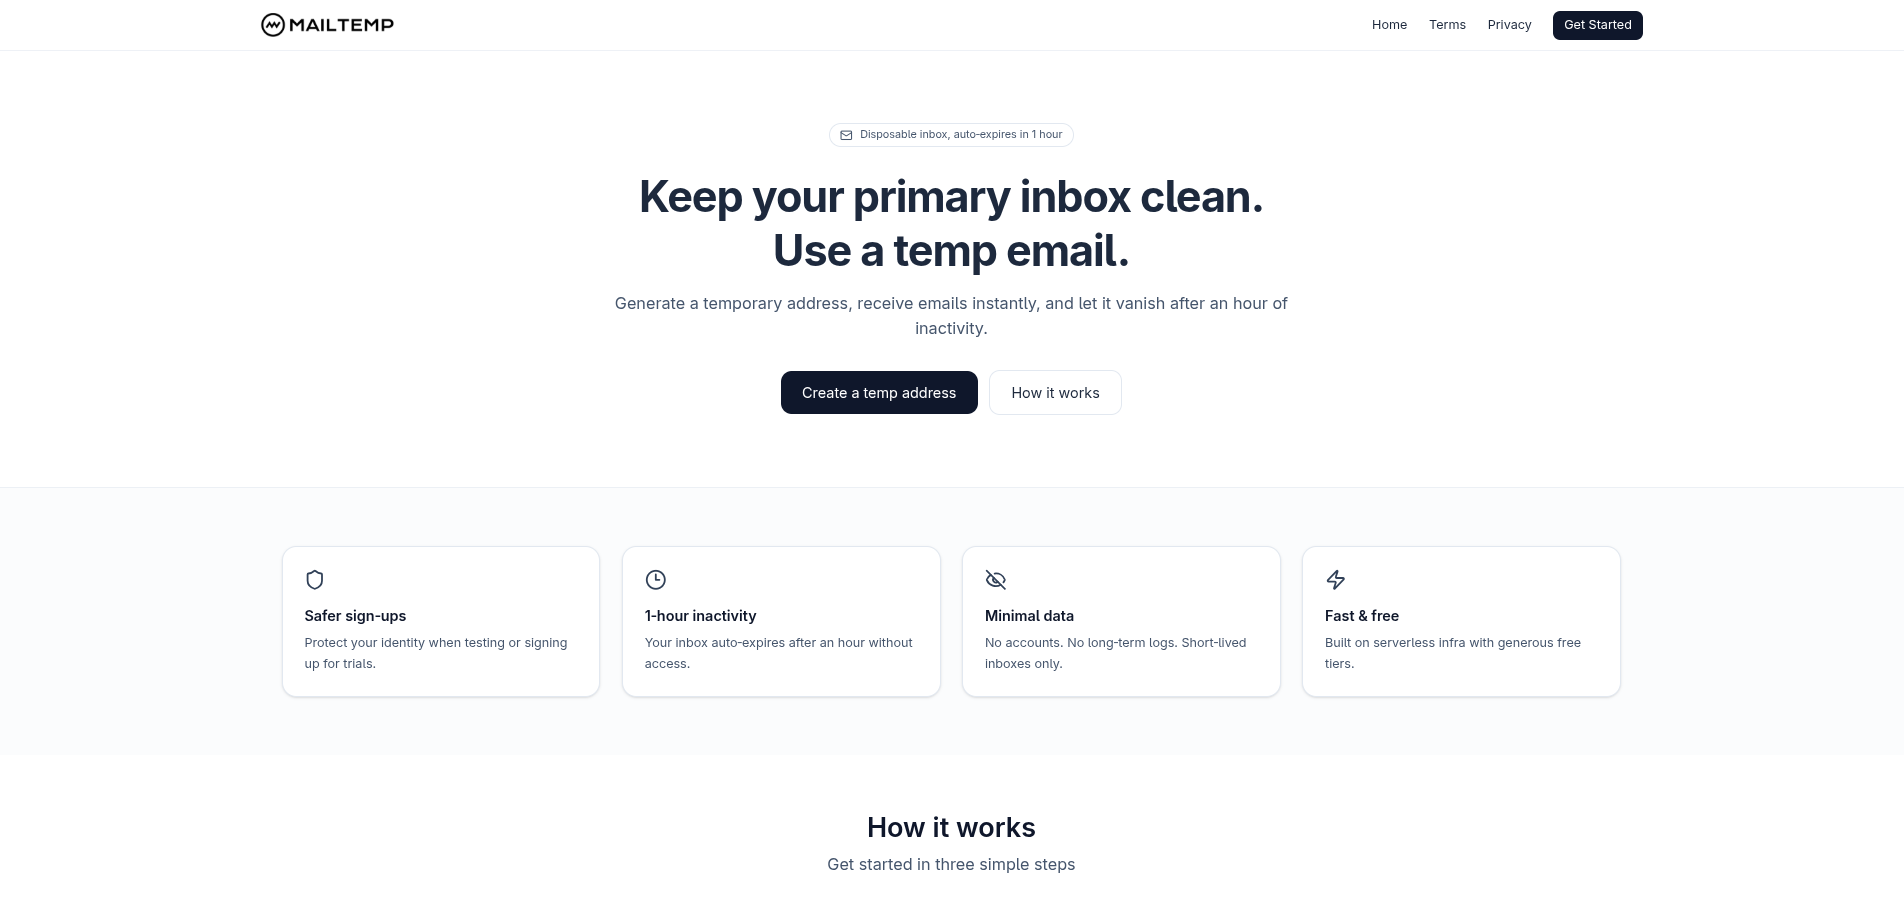 MAILTEMP
Home
Terms
Privacy
Get Started
Disposable inbox, auto-expires in 1 hour
Keep your primary inbox clean.
Use a temp email.
Generate a temporary address, receive emails instantly, and let it vanish after an hour of
inactivity.
Create a temp address
How it works
Safer sign-ups
Protect your identity when testing or signing
up for trials.
1-hour inactivity
Your inbox auto-expires after an hour without
access.
Minimal data
No accounts. No long-term logs. Short-lived
inboxes only.
Fast & free
Built on serverless infra with generous free
tiers.
How it works
Get started in three simple steps